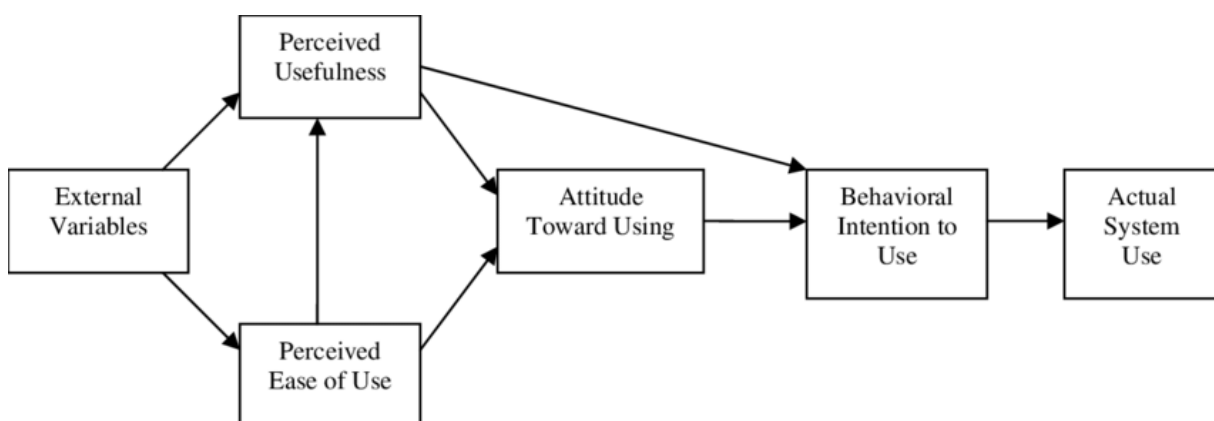 Perceived
Usefulness
External
Variables
Attitude
Toward Using
Behavioral
Intention to
Use
Actual
System
Use
Perceived
Ease of Use